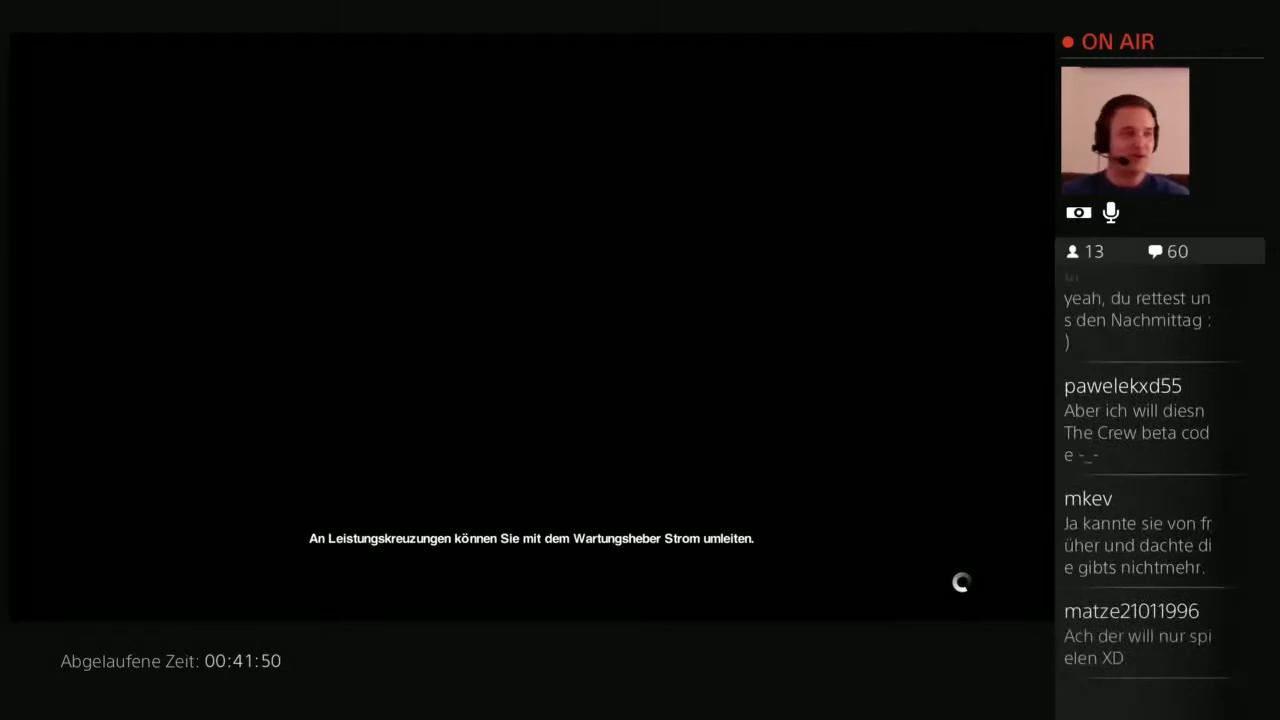 ON AIR
13 60
yeah, du rettest un
s den Nachmittag :
)
pawelekxd55
Aber ich will diesn
The Crew beta cod
e -_-
mkev
Ja kannte sie von fr
üher und dachte di
e gibts nichtmehr.
matze21011996
Ach der will nur spi
elen XD
An Leistungskreuzungen können Sie mit dem Wartungsheber Strom umleiten.
Abgelaufene Zeit: 00:41:50